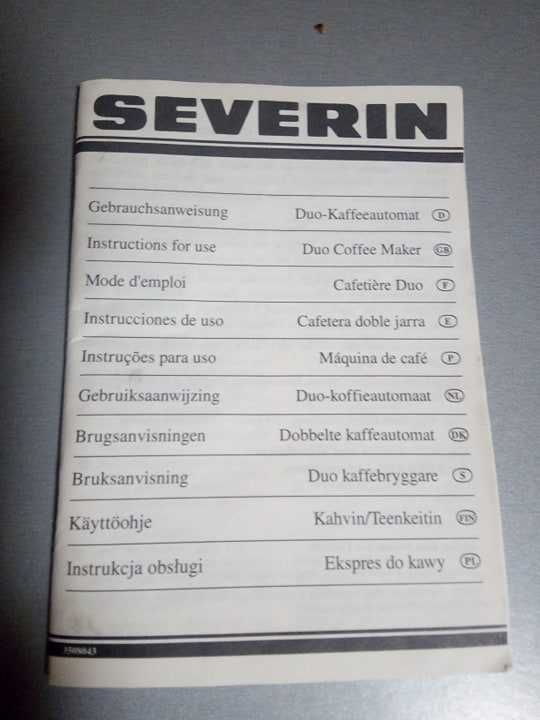 SEVERIN
Gebrauchsanweisung Duo-Kaffeeautomat D
Instructions for use Duo Coffee Maker GB
Mode d'emploi Cafetière Duo F
Instrucciones de uso Cafetera doble jarra E
Instruções para uso Máquina de café P
Gebruiksaanwijzing Duo-koffieautomaat NL
Brugsanvisningen Dobbelte kaffeautomat DK
Bruksanvisning Duo kaffebryggare S
Käyttöohje Kahvin/Teenkeitin FIN
Instrukcja obsługi Ekspres do kawy PL